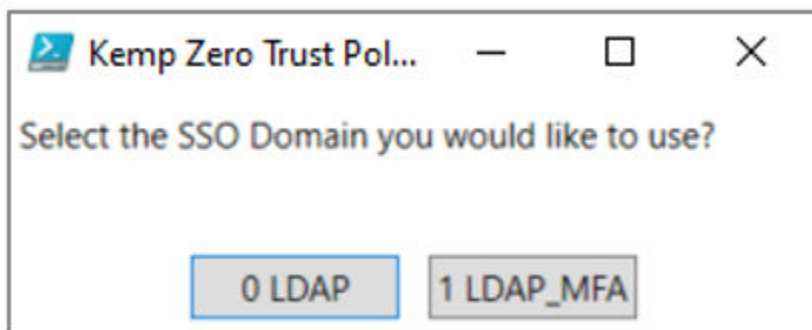 Kemp Zero Trust Pol...
Select the SSO Domain you would like to use?
0 LDAP 1 LDAP_MFA